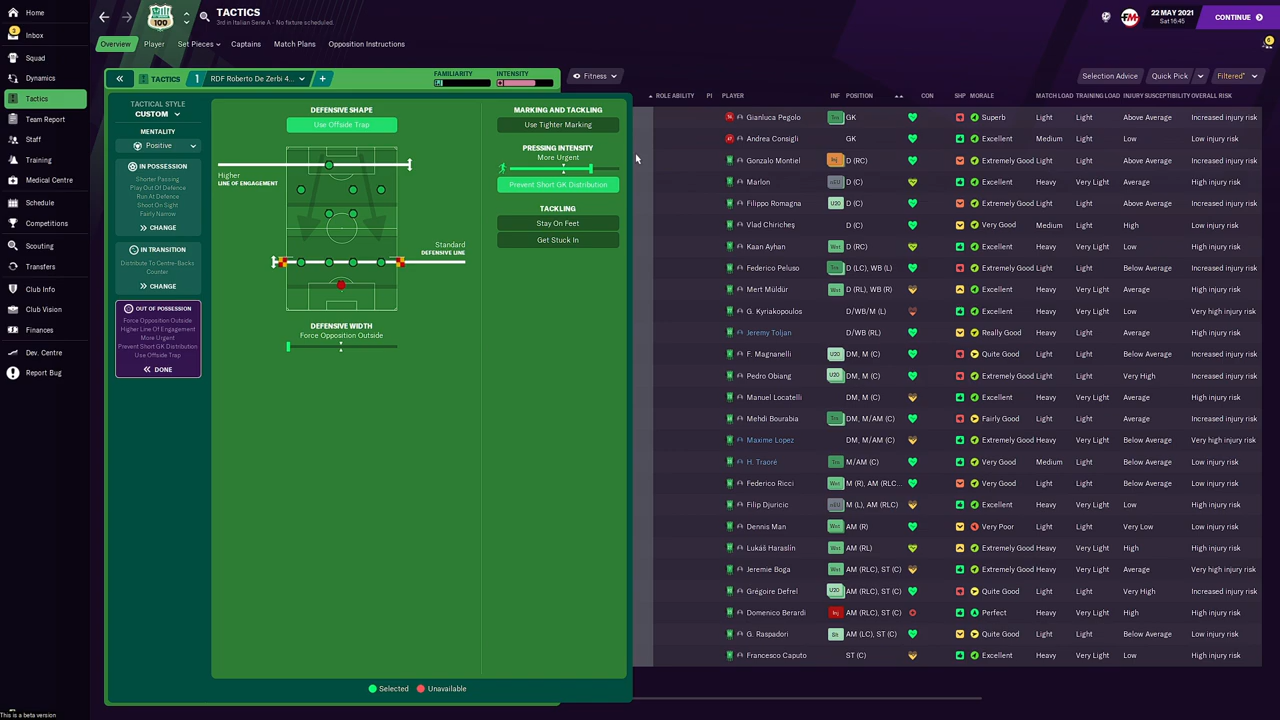 Home
Inbox
3
Squad
Dynamics
Tactics
Team Report
Staff
Training
Medical Centre
Schedule
Competitions
Scouting
Transfers
Club Info
Club Vision
Finances
Dev. Centre
Report Bug
This is a beta version
100
TACTICS
3rd in Italian Serie A - No fixture scheduled.
FM
22 MAY 2021
Sat 16:45
CONTINUE
6
Overview
Player
Set Pieces
Captains
Match Plans
Opposition Instructions
TACTICS
1
RDF Roberto De Zerbi 4...
+
FAMILIARITY
INTENSITY
Fitness
Selection Advice
Quick Pick
Filtered*
TACTICAL STYLE
CUSTOM
MENTALITY
Positive
IN POSSESSION
Shorter Passing
Play Out Of Defence
Run At Defence
Shoot On Sight
Fairly Narrow
CHANGE
IN TRANSITION
Distribute To Centre-Backs
Counter
CHANGE
OUT OF POSSESSION
Force Opposition Outside
Higher Line Of Engagement
More Urgent
Prevent Short GK Distribution
Use Offside Trap
DONE
DEFENSIVE SHAPE
Use Offside Trap
Higher
LINE OF ENGAGEMENT
Standard
DEFENSIVE LINE
DEFENSIVE WIDTH
Force Opposition Outside
MARKING AND TACKLING
Use Tighter Marking
PRESSING INTENSITY
More Urgent
Prevent Short GK Distribution
TACKLING
Stay On Feet
Get Stuck In
Selected
Unavailable
ROLE ABILITY PI PLAYER INF POSITION CON SHP MORALE MATCH LOAD TRAINING LOAD INJURY SUSCEPTIBILITY OVERALL RISK
Gianluca Pegolo Trn GK Superb Light Light Above Average Increased injury risk
Andrea Consigli GK Excellent Medium Light Low Low injury risk
Gonzalo Montiel Inj D (RC) Extremely Good Light Light Above Average Increased injury risk
Marlon nEU D (C) Excellent Heavy Very Light Average High injury risk
Filippo Romagna U20 D (C) Extremely Good Light Light Above Average Increased injury risk
Vlad Chiricheş D (C) Very Good Medium Light High Low injury risk
Kaan Ayhan Wnt D (RC) Excellent Heavy Very Light Average High injury risk
Federico Peluso Trn D (LC), WB (L) Extremely Good Light Light Average Increased injury risk
Mert Müldür Wnt D (RL), WB (R) Excellent Heavy Very Light Average High injury risk
G. Kyriakopoulos D/WB/M (L) Excellent Heavy Very Light Low High injury risk
Jeremy Toljan D/WB (RL) Really Good Light Light Average Low injury risk
F. Magnanelli U20 DM, M (C) Quite Good Light Light Below Average Increased injury risk
Pedro Obiang U20 DM, M (C) Extremely Good Light Light Very High Increased injury risk
Manuel Locatelli DM, M (C) Excellent Heavy Very Light Average High injury risk
Mehdi Bourabia Trn DM, M/AM (C) Fairly Good Light Light Average Increased injury risk
Maxime Lopez DM, M/AM (C) Extremely Good Heavy Very Light Below Average Very high injury risk
H. Traoré Trn M/AM (C) Very Good Medium Light Below Average Low injury risk
Federico Ricci Wnt M (R), AM (RLC... Very Good Light Light Below Average Low injury risk
Filip Djuricic nEU M (L), AM (RLC) Excellent Heavy Very Light Low High injury risk
Dennis Man Wnt AM (R) Very Poor Light Light Very Low Low injury risk
Lukáš Haraslín Wnt AM (RL) Extremely Good Heavy Very Light High High injury risk
Jeremie Boga Wnt AM (RLC), ST (C) Extremely Good Heavy Very Light Average Very high injury risk
Grégoire Defrel U20 AM (RLC), ST (C) Quite Good Light Light Very High Increased injury risk
Domenico Berardi Inj AM (RLC), ST (C) Perfect Heavy Very Light High High injury risk
G. Raspadori Slt AM (LC), ST (C) Quite Good Light Light Below Average Low injury risk
Francesco Caputo ST (C) Excellent Heavy Very Light Low High injury risk